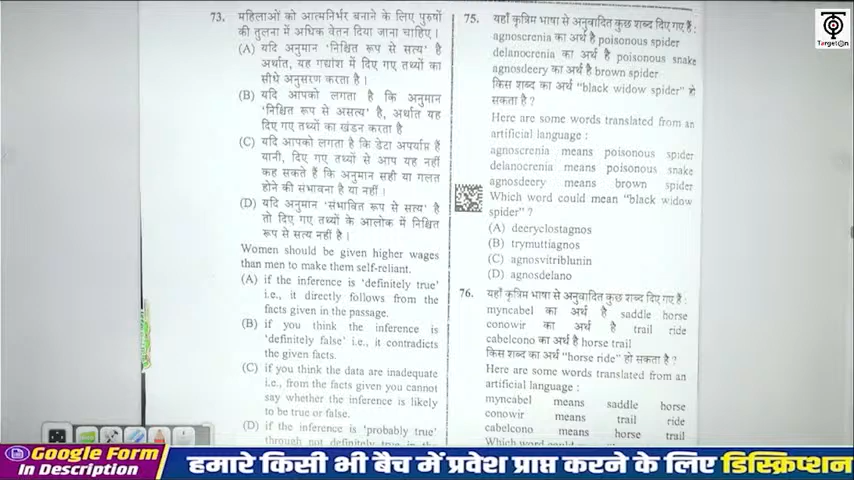 73. महिलाओं को आत्मनिर्भर बनाने के लिए पुरुषों
की तुलना में अधिक वेतन दिया जाना चाहिए ।
(A) यदि अनुमान 'निश्चित रूप से सत्य' है
अर्थात, यह गद्यांश में दिए गए तथ्यों का
सीधे अनुसरण करता है ।
(B) यदि आपको लगता है कि अनुमान
'निश्चित रूप से असत्य' है, अर्थात यह
दिए गए तथ्यों का खंडन करता है
(C) यदि आपको लगता है कि डेटा अपर्याप्त हैं
यानी, दिए गए तथ्यों से आप यह नहीं
कह सकते हैं कि अनुमान सही या गलत
होने की संभावना है या नहीं ।
(D) यदि अनुमान 'संभावित रूप से सत्य' है
तो दिए गए तथ्यों के आलोक में निश्चित
रूप से सत्य नहीं है ।
Women should be given higher wages
than men to make them self-reliant.
(A) if the inference is 'definitely true'
i.e., it directly follows from the
facts given in the passage.
(B) if you think the inference is
'definitely false' i.e., it contradicts
the given facts.
(C) if you think the data are inadequate
i.e., from the facts given you cannot
say whether the inference is likely
to be true or false.
(D) if the inference is 'probably true'
through not definitely true in the
75. यहाँ कृत्रिम भाषा से अनुवादित कुछ शब्द दिए गए हैं :
agnoscrenia का अर्थ है poisonous spider
delanocrenia का अर्थ है poisonous snake
agnosdeery का अर्थ है brown spider
किस शब्द का अर्थ "black widow spider" हो
सकता है ?
Here are some words translated from an
artificial language :
agnoscrenia means poisonous spider
delanocrenia means poisonous snake
agnosdeery means brown spider
Which word could mean "black widow
spider" ?
(A) deeryclostagnos
(B) trymuttiagnos
(C) agnosvitriblunin
(D) agnosdelano
76. यहाँ कृत्रिम भाषा से अनुवादित कुछ शब्द दिए गए हैं :
myncabel का अर्थ है saddle horse
conowir का अर्थ है trail ride
cabelcono का अर्थ है horse trail
किस शब्द का अर्थ "horse ride" हो सकता है ?
Here are some words translated from an
artificial language :
myncabel means saddle horse
conowir means trail ride
cabelcono means horse trail
Which word
TargetOn
Google Form
In Description
हमारे किसी भी बैच में प्रवेश प्राप्त करने के लिए डिस्क्रिप्शन